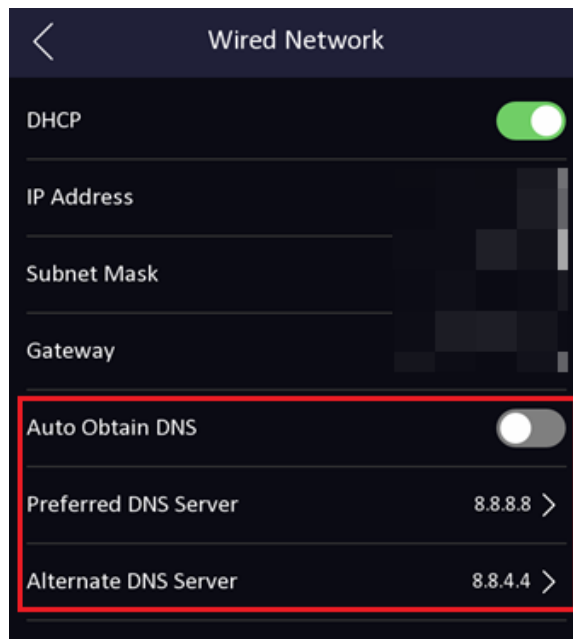 Wired Network
DHCP
IP Address
Subnet Mask
Gateway
Auto Obtain DNS
Preferred DNS Server 8.8.8.8
Alternate DNS Server 8.8.4.4